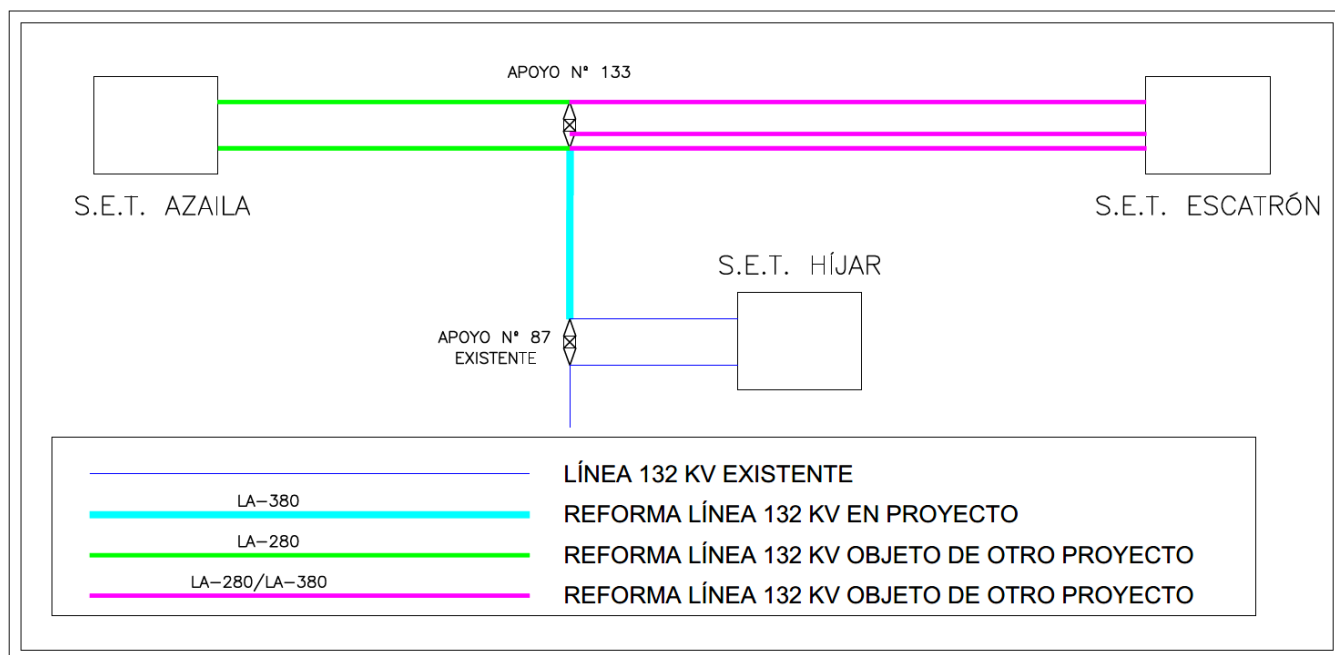 APOYO Nº 133
S.E.T. AZAILA
S.E.T. ESCATRÓN
S.E.T. HÍJAR
APOYO Nº 87
EXISTENTE
LÍNEA 132 KV EXISTENTE
LA-380
REFORMA LÍNEA 132 KV EN PROYECTO
LA-280
REFORMA LÍNEA 132 KV OBJETO DE OTRO PROYECTO
LA-280/LA-380
REFORMA LÍNEA 132 KV OBJETO DE OTRO PROYECTO